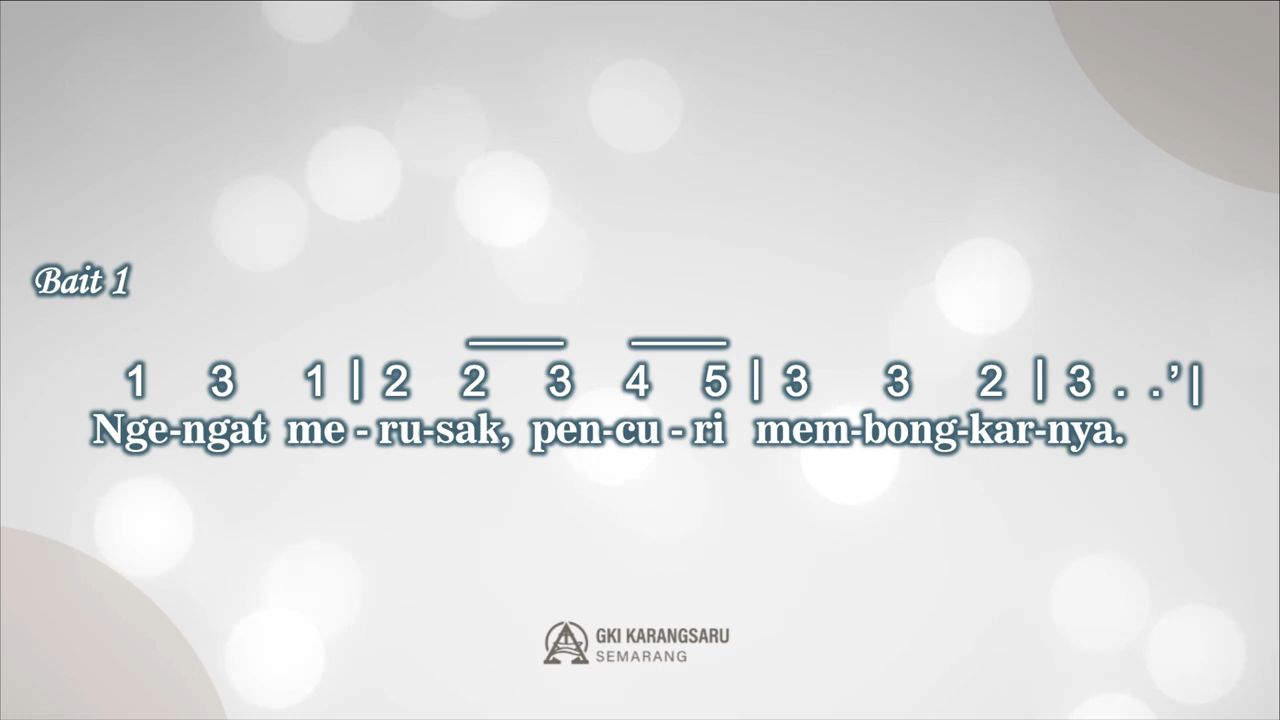 Bait 1
1 3 1 | 2 2 3 4 5 | 3 3 2 | 3 . .’ |
Nge-ngat me - ru-sak, pen-cu - ri mem-bong-kar-nya.
GKI KARANGSARU
SEMARANG